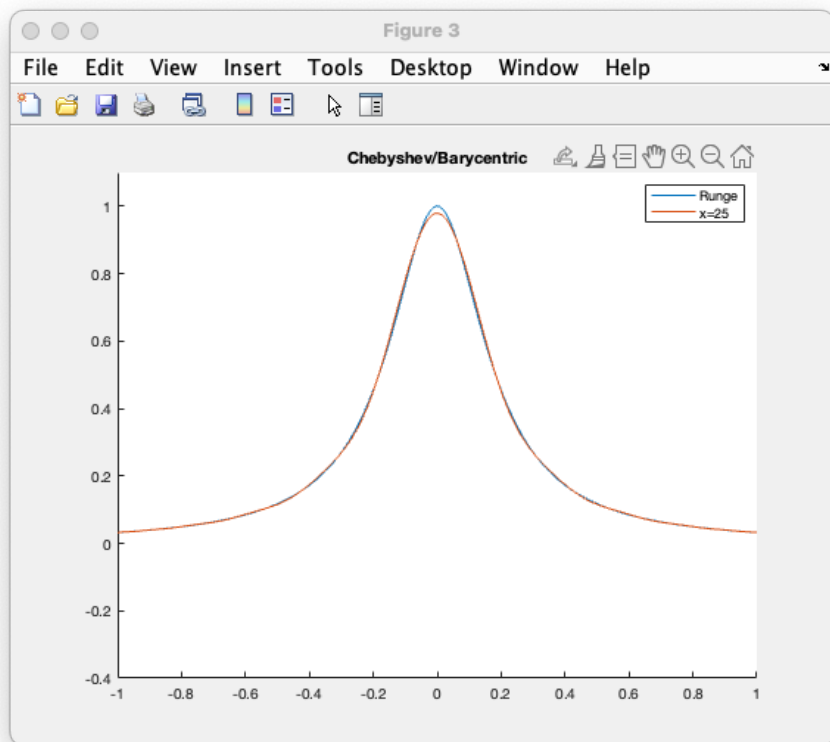 Figure 3
File Edit View Insert Tools Desktop Window Help
Chebyshev/Barycentric
Runge
x=25
1
0.8
0.6
0.4
0.2
0
-0.2
-0.4
-1 -0.8 -0.6 -0.4 -0.2 0 0.2 0.4 0.6 0.8 1